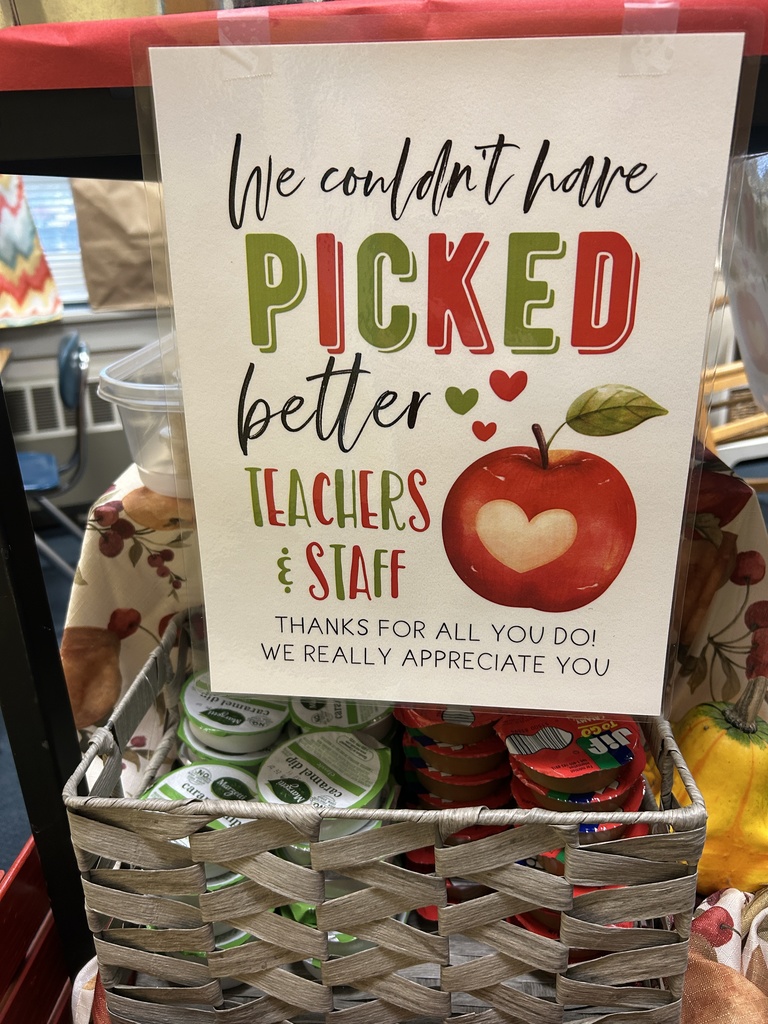 We couldn't have
PICKED
better
TEACHERS
& STAFF
THANKS FOR ALL YOU DO!
WE REALLY APPRECIATE YOU
caramel dip
caramel dip
Marzetti
JIF
TO GO